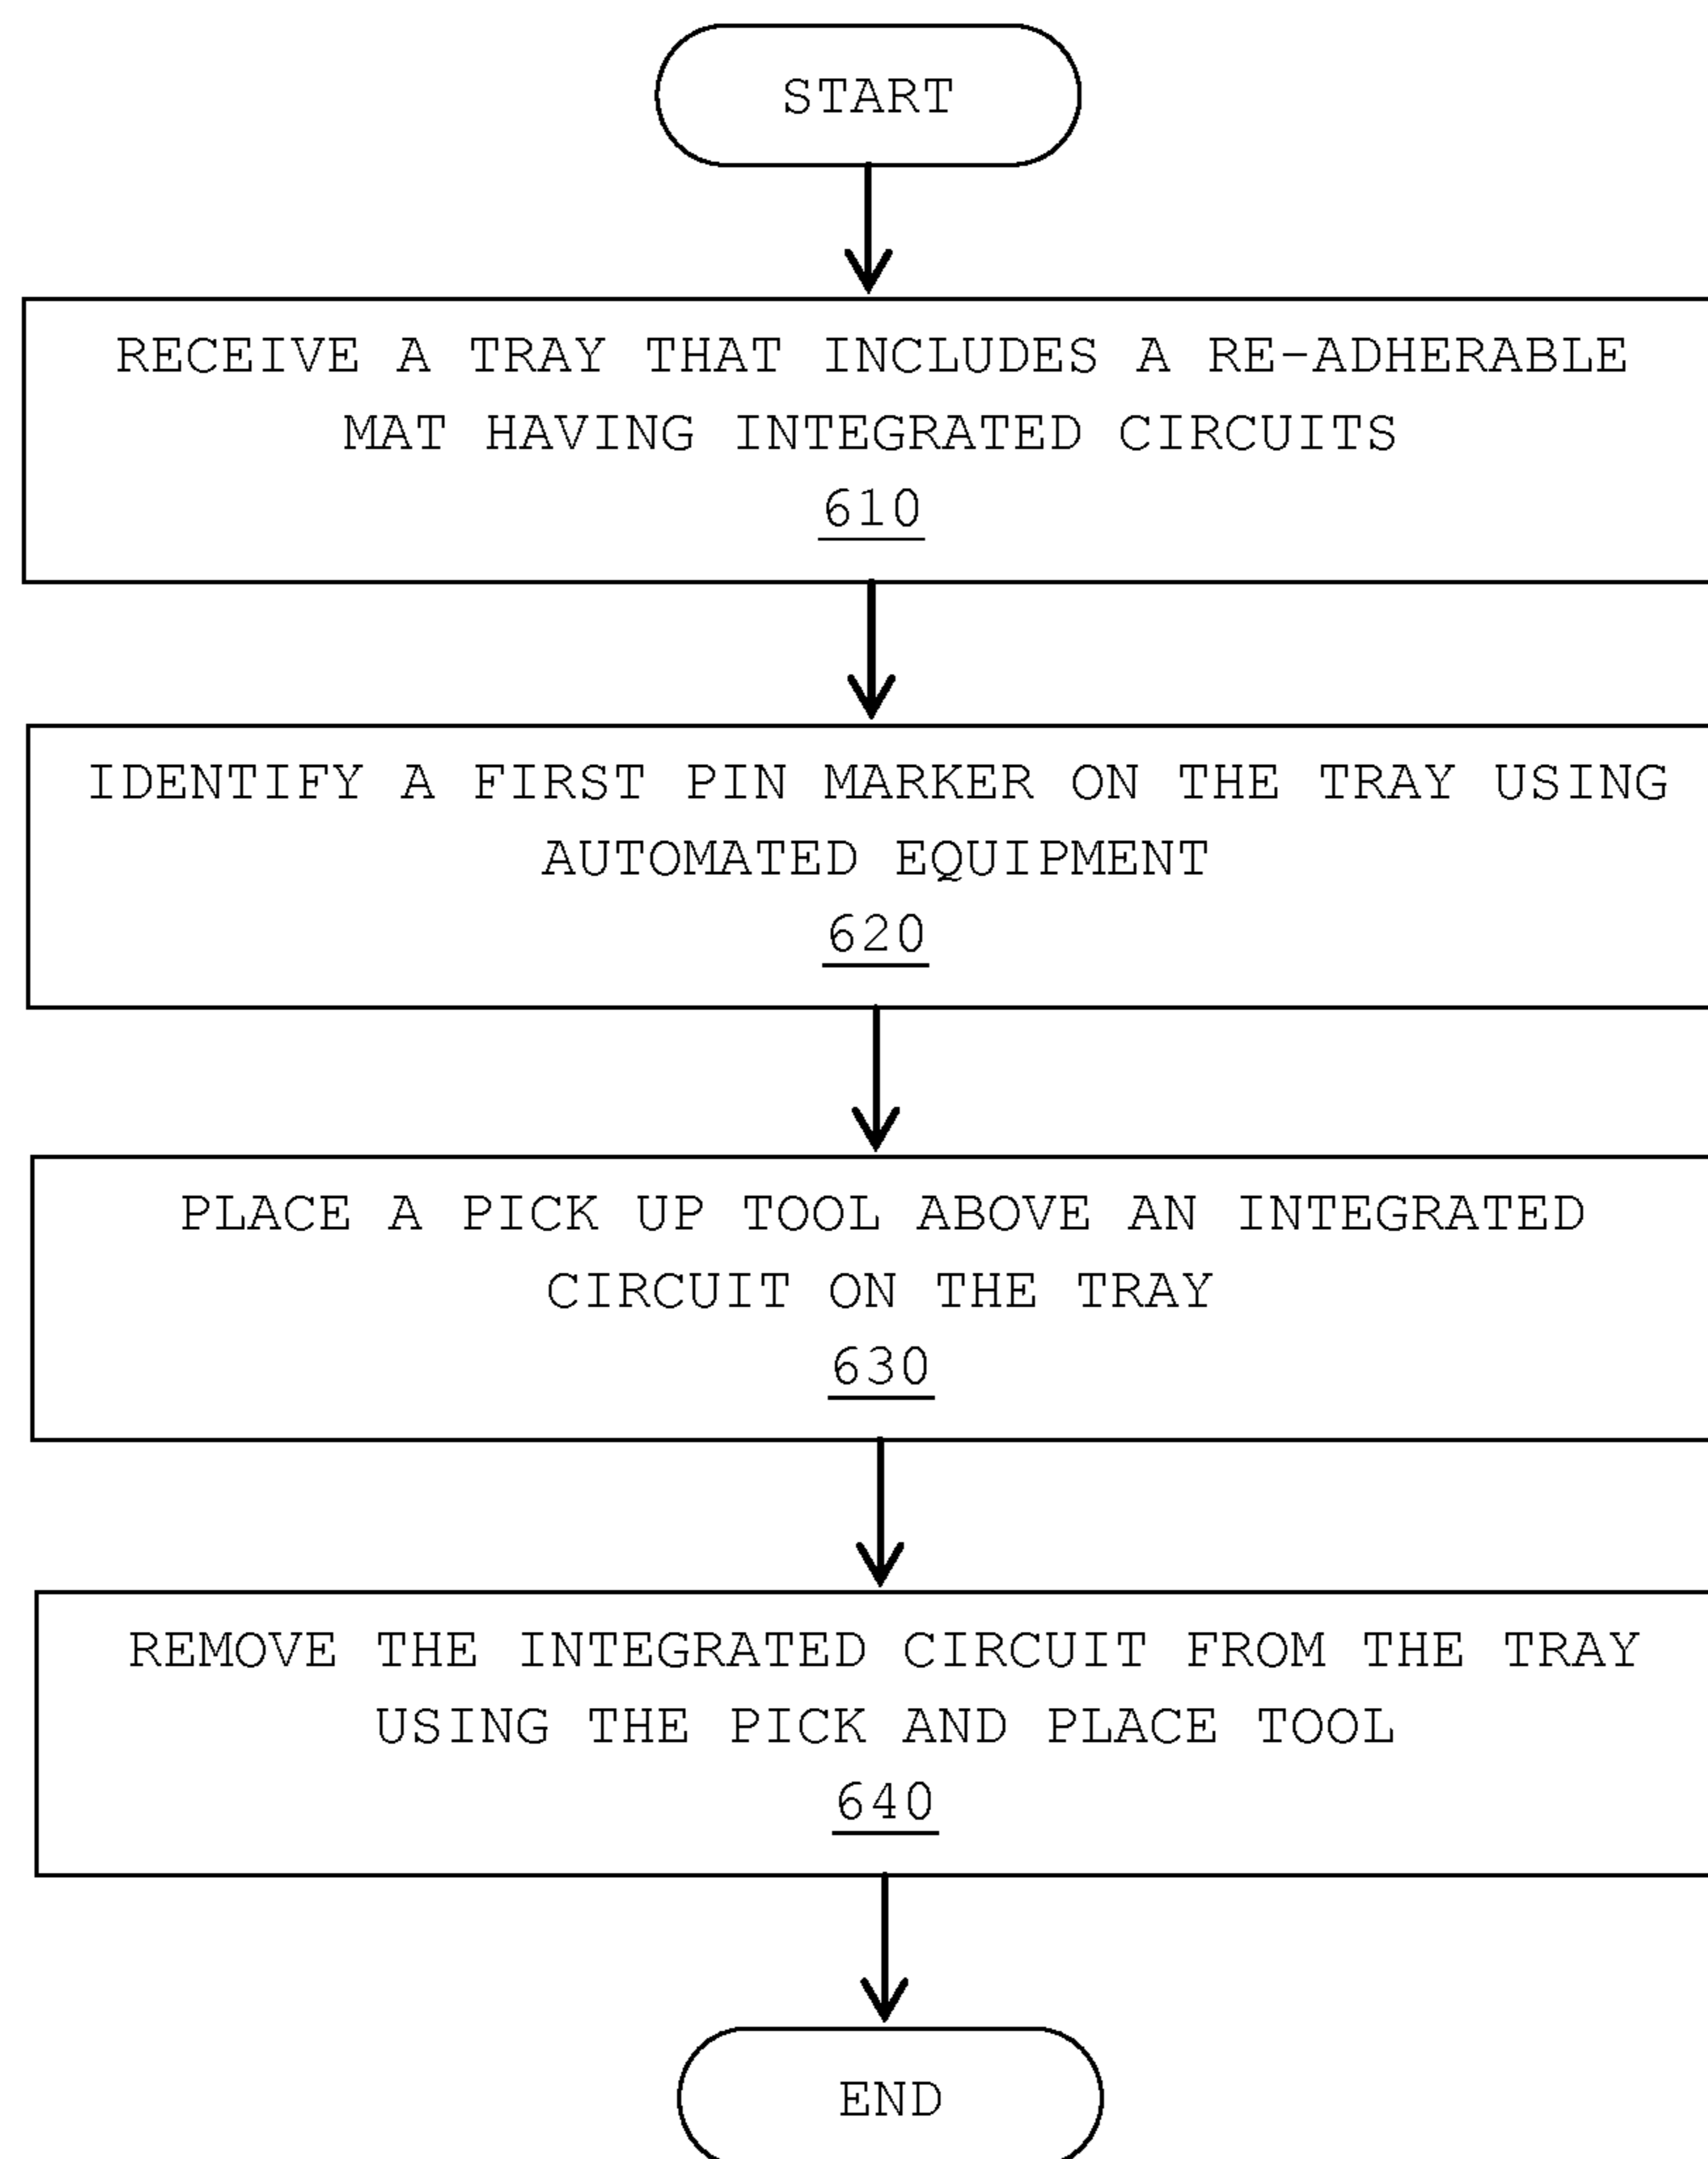 START
RECEIVE A TRAY THAT INCLUDES A RE-ADHERABLE
MAT HAVING INTEGRATED CIRCUITS
610
IDENTIFY A FIRST PIN MARKER ON THE TRAY USING
AUTOMATED EQUIPMENT
620
PLACE A PICK UP TOOL ABOVE AN INTEGRATED
CIRCUIT ON THE TRAY
630
REMOVE THE INTEGRATED CIRCUIT FROM THE TRAY
USING THE PICK AND PLACE TOOL
640
END